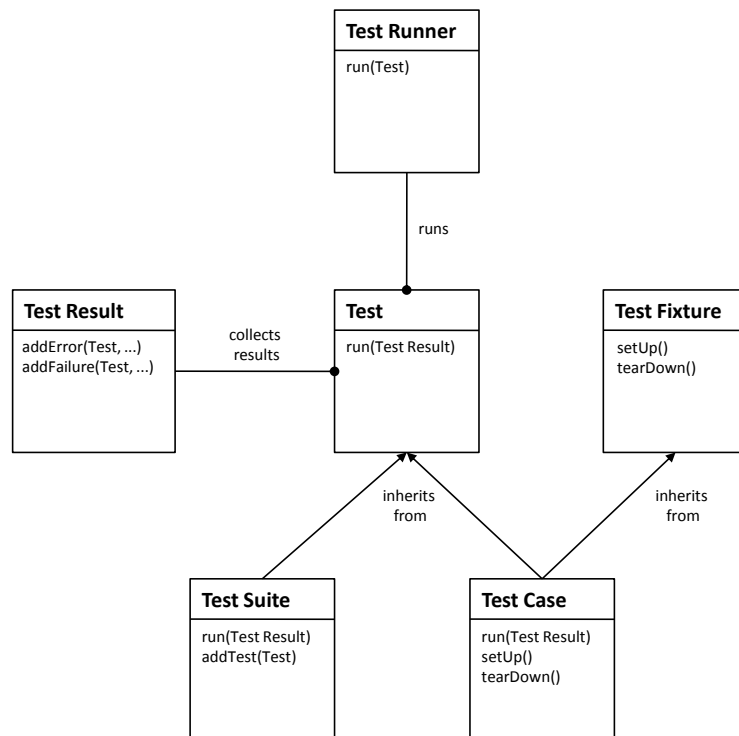 Test Runner
run(Test)
runs
Test Result
addError(Test, ...)
addFailure(Test, ...)
collects
results
Test
run(Test Result)
Test Fixture
setUp()
tearDown()
inherits
from
inherits
from
Test Suite
run(Test Result)
addTest(Test)
Test Case
run(Test Result)
setUp()
tearDown()